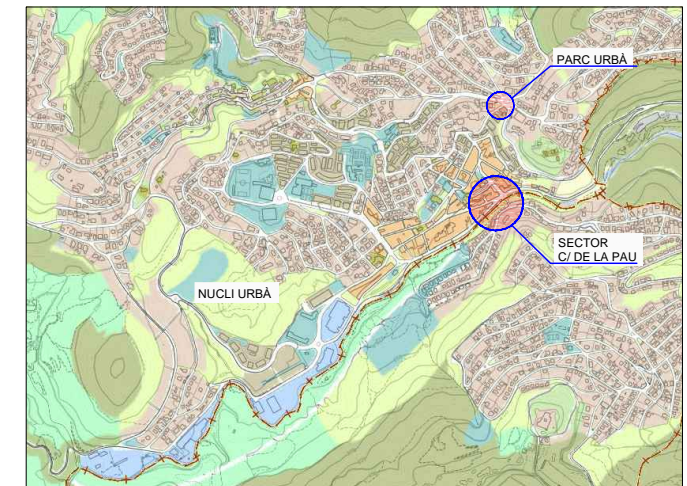 PARC URBÀ
SECTOR
C/ DE LA PAU
NUCLI URBÀ